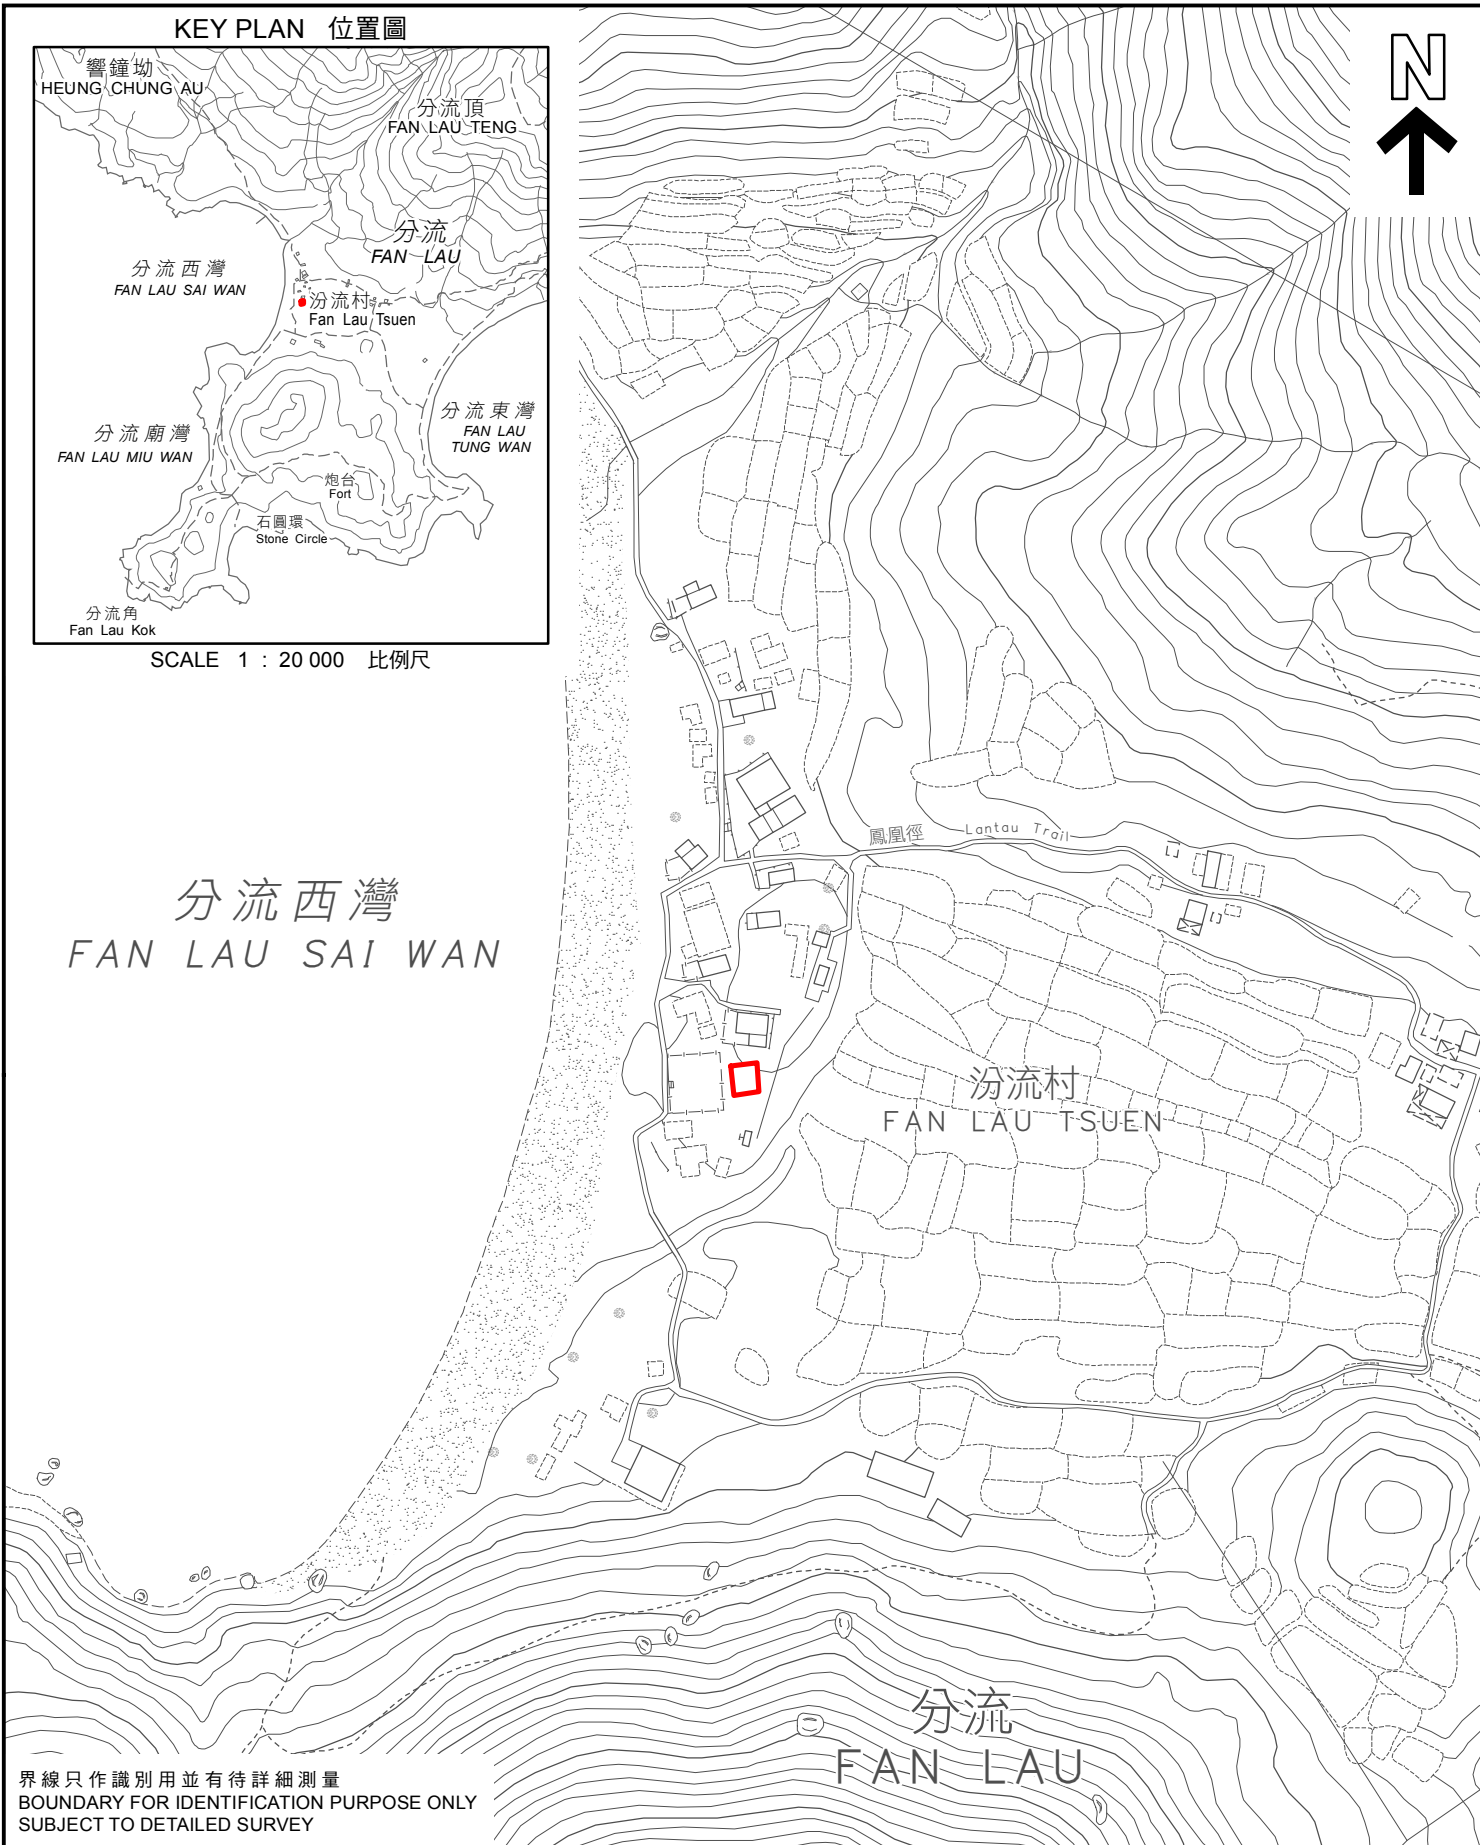 KEY PLAN 位置圖
響鐘坳
HEUNG CHUNG AU
分流頂
FAN LAU TENG
分流
FAN LAU
分流西灣
FAN LAU SAI WAN
汾流村
Fan Lau Tsuen
分流東灣
FAN LAU
TUNG WAN
分流廟灣
FAN LAU MIU WAN
炮台
Fort
石圓環
Stone Circle
分流角
Fan Lau Kok
SCALE 1 : 20 000 比例尺
N
鳳凰徑 Lantau Trail
分流西灣
FAN LAU SAI WAN
汾流村
FAN LAU TSUEN
分流
FAN LAU
界線只作識別用並有待詳細測量
BOUNDARY FOR IDENTIFICATION PURPOSE ONLY
SUBJECT TO DETAILED SURVEY